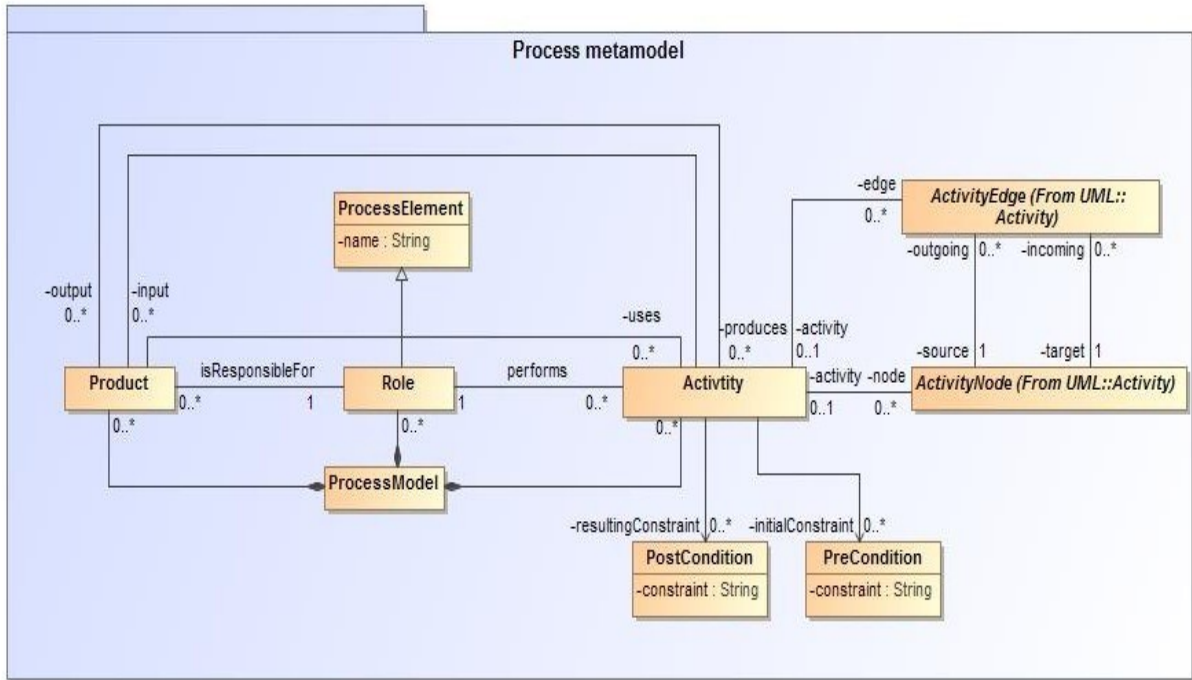 Process metamodel
ProcessElement
-name : String
-edge
0..*
ActivityEdge (From UML::
Activity)
-outgoing 0..*
-incoming 0..*
-output
0..*
-input
0..*
-uses
0..*
-produces
0..*
-activity
0..1
-source 1
-target 1
Product
isResponsibleFor
0..*
1
Role
performs
1
0..*
Activtity
-activity
0..1
-node
0..*
ActivityNode (From UML::Activity)
0..*
0..*
0..*
ProcessModel
-resultingConstraint 0..*
-initialConstraint 0..*
PostCondition
-constraint : String
PreCondition
-constraint : String